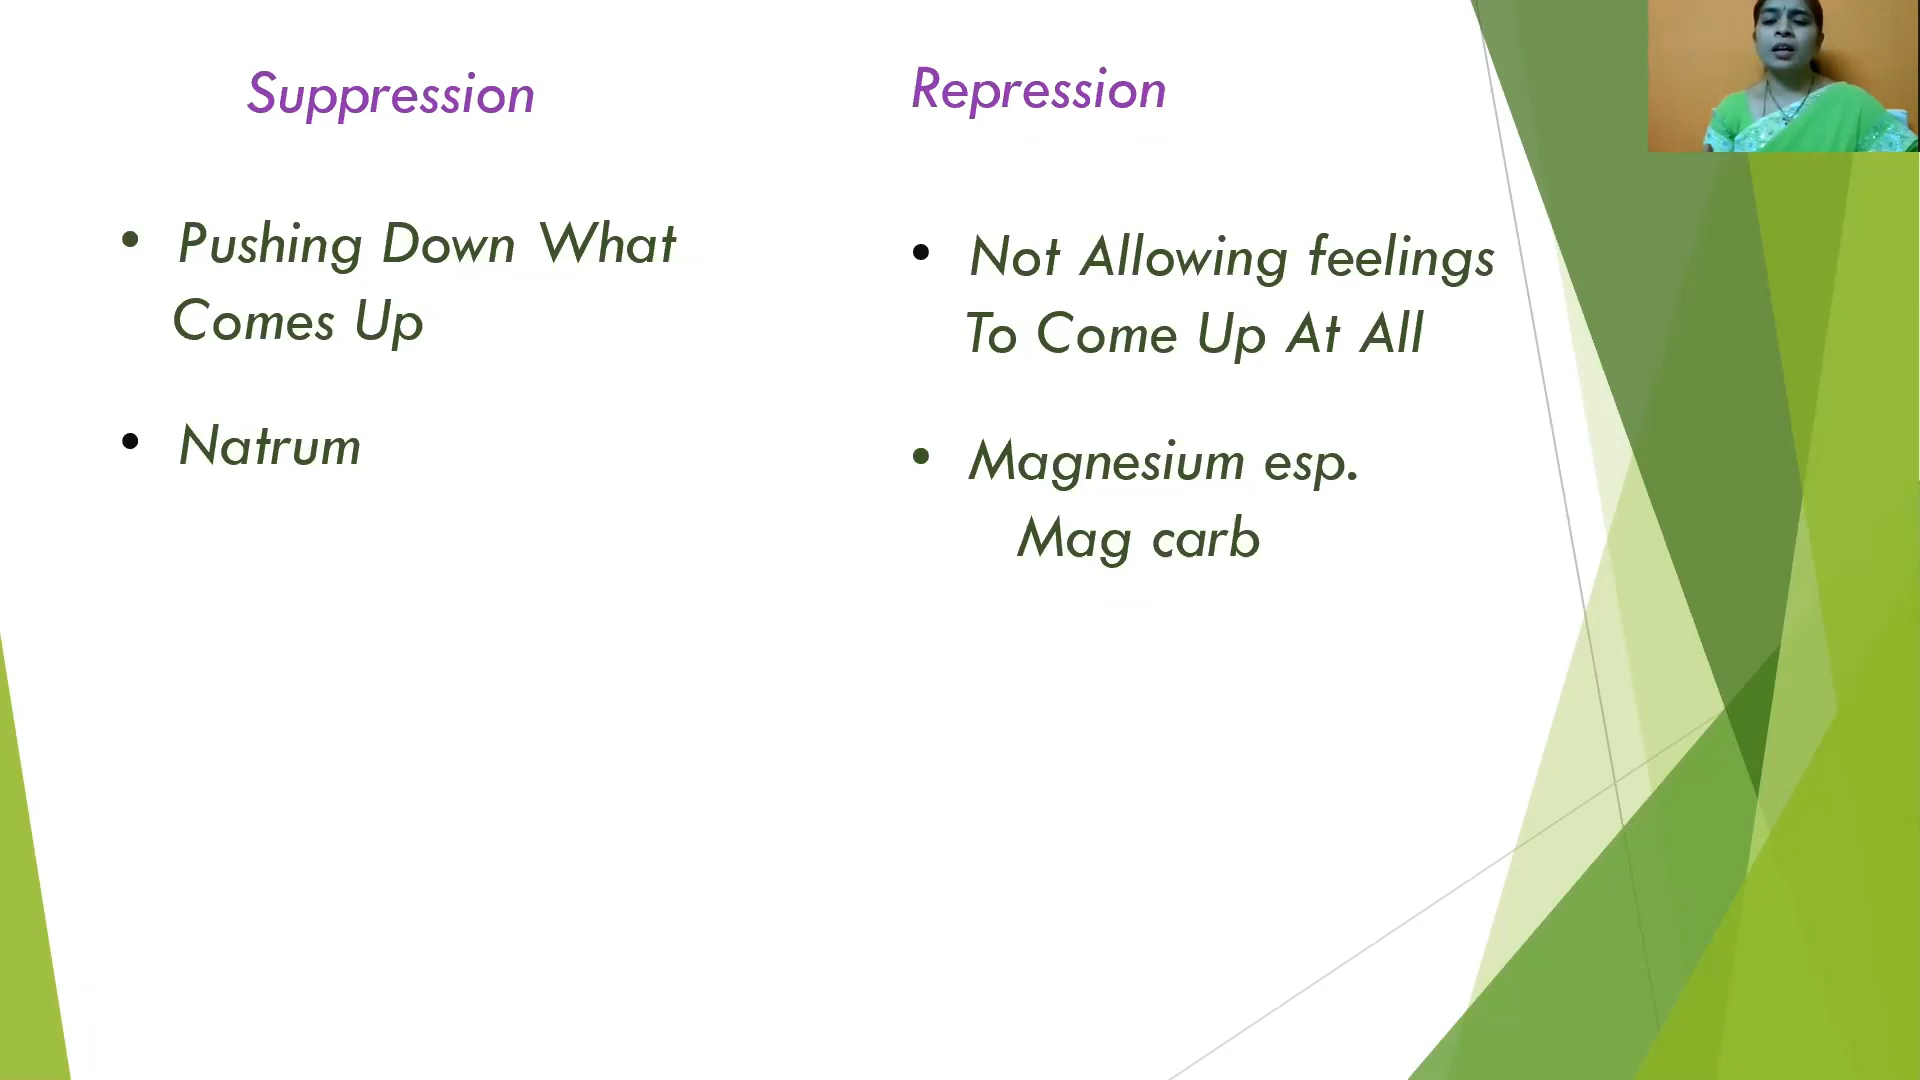 Suppression
• Pushing Down What
Comes Up
• Natrum
Repression
• Not Allowing feelings
To Come Up At All
• Magnesium esp.
Mag carb